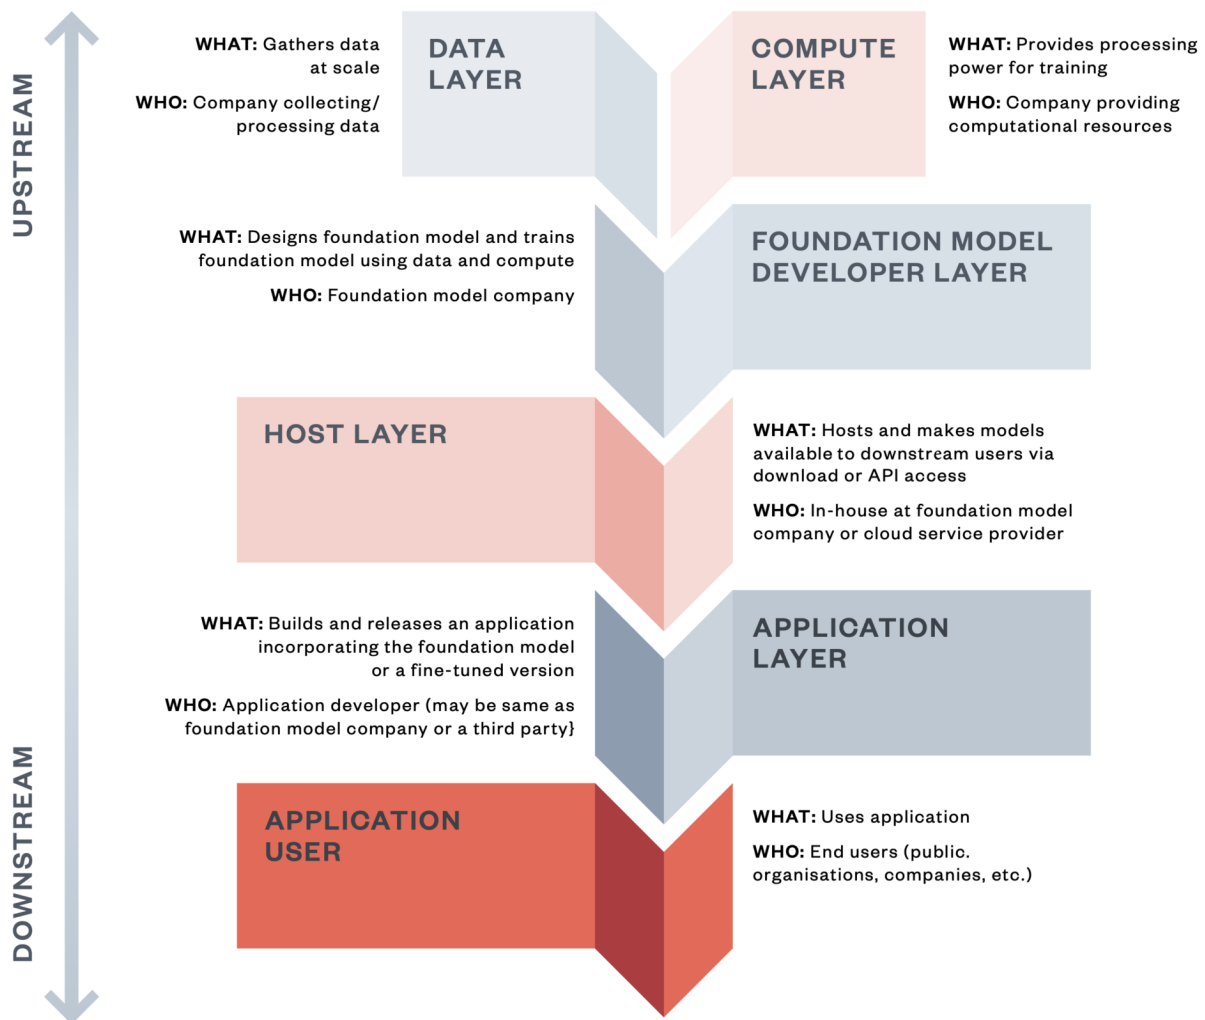 UPSTREAM
WHAT: Gathers data
at scale
WHO: Company collecting/
processing data
DATA
LAYER
COMPUTE
LAYER
WHAT: Provides processing
power for training
WHO: Company providing
computational resources
WHAT: Designs foundation model and trains
foundation model using data and compute
WHO: Foundation model company
FOUNDATION MODEL
DEVELOPER LAYER
HOST LAYER
WHAT: Hosts and makes models
available to downstream users via
download or API access
WHO: In-house at foundation model
company or cloud service provider
WHAT: Builds and releases an application
incorporating the foundation model
or a fine-tuned version
WHO: Application developer (may be same as
foundation model company or a third party}
APPLICATION
LAYER
DOWNSTREAM
APPLICATION
USER
WHAT: Uses application
WHO: End users (public.
organisations, companies, etc.)